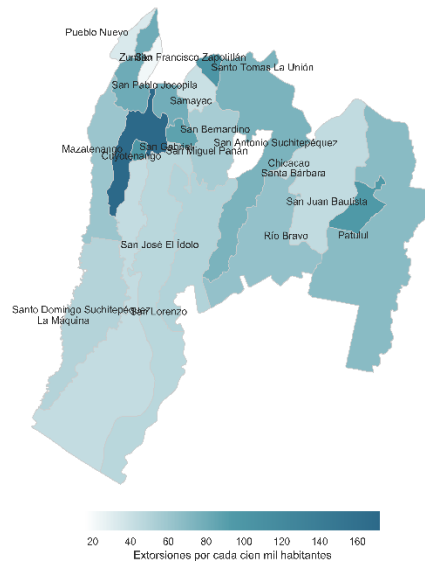 Pueblo Nuevo
Zunilito
San Francisco Zapotitlán
Santo Tomas La Unión
San Pablo Jocopila
Samayac
San Bernardino
San Antonio Suchitepéquez
Mazatenango
San Gabriel
San Miguel Panán
Cuyotenango
Chicacao
Santa Bárbara
San Juan Bautista
Río Bravo
Patulul
San José El Ídolo
Santo Domingo Suchitepéquez
San Lorenzo
La Máquina
20 40 60 80 100 120 140 160
Extorsiones por cada cien mil habitantes